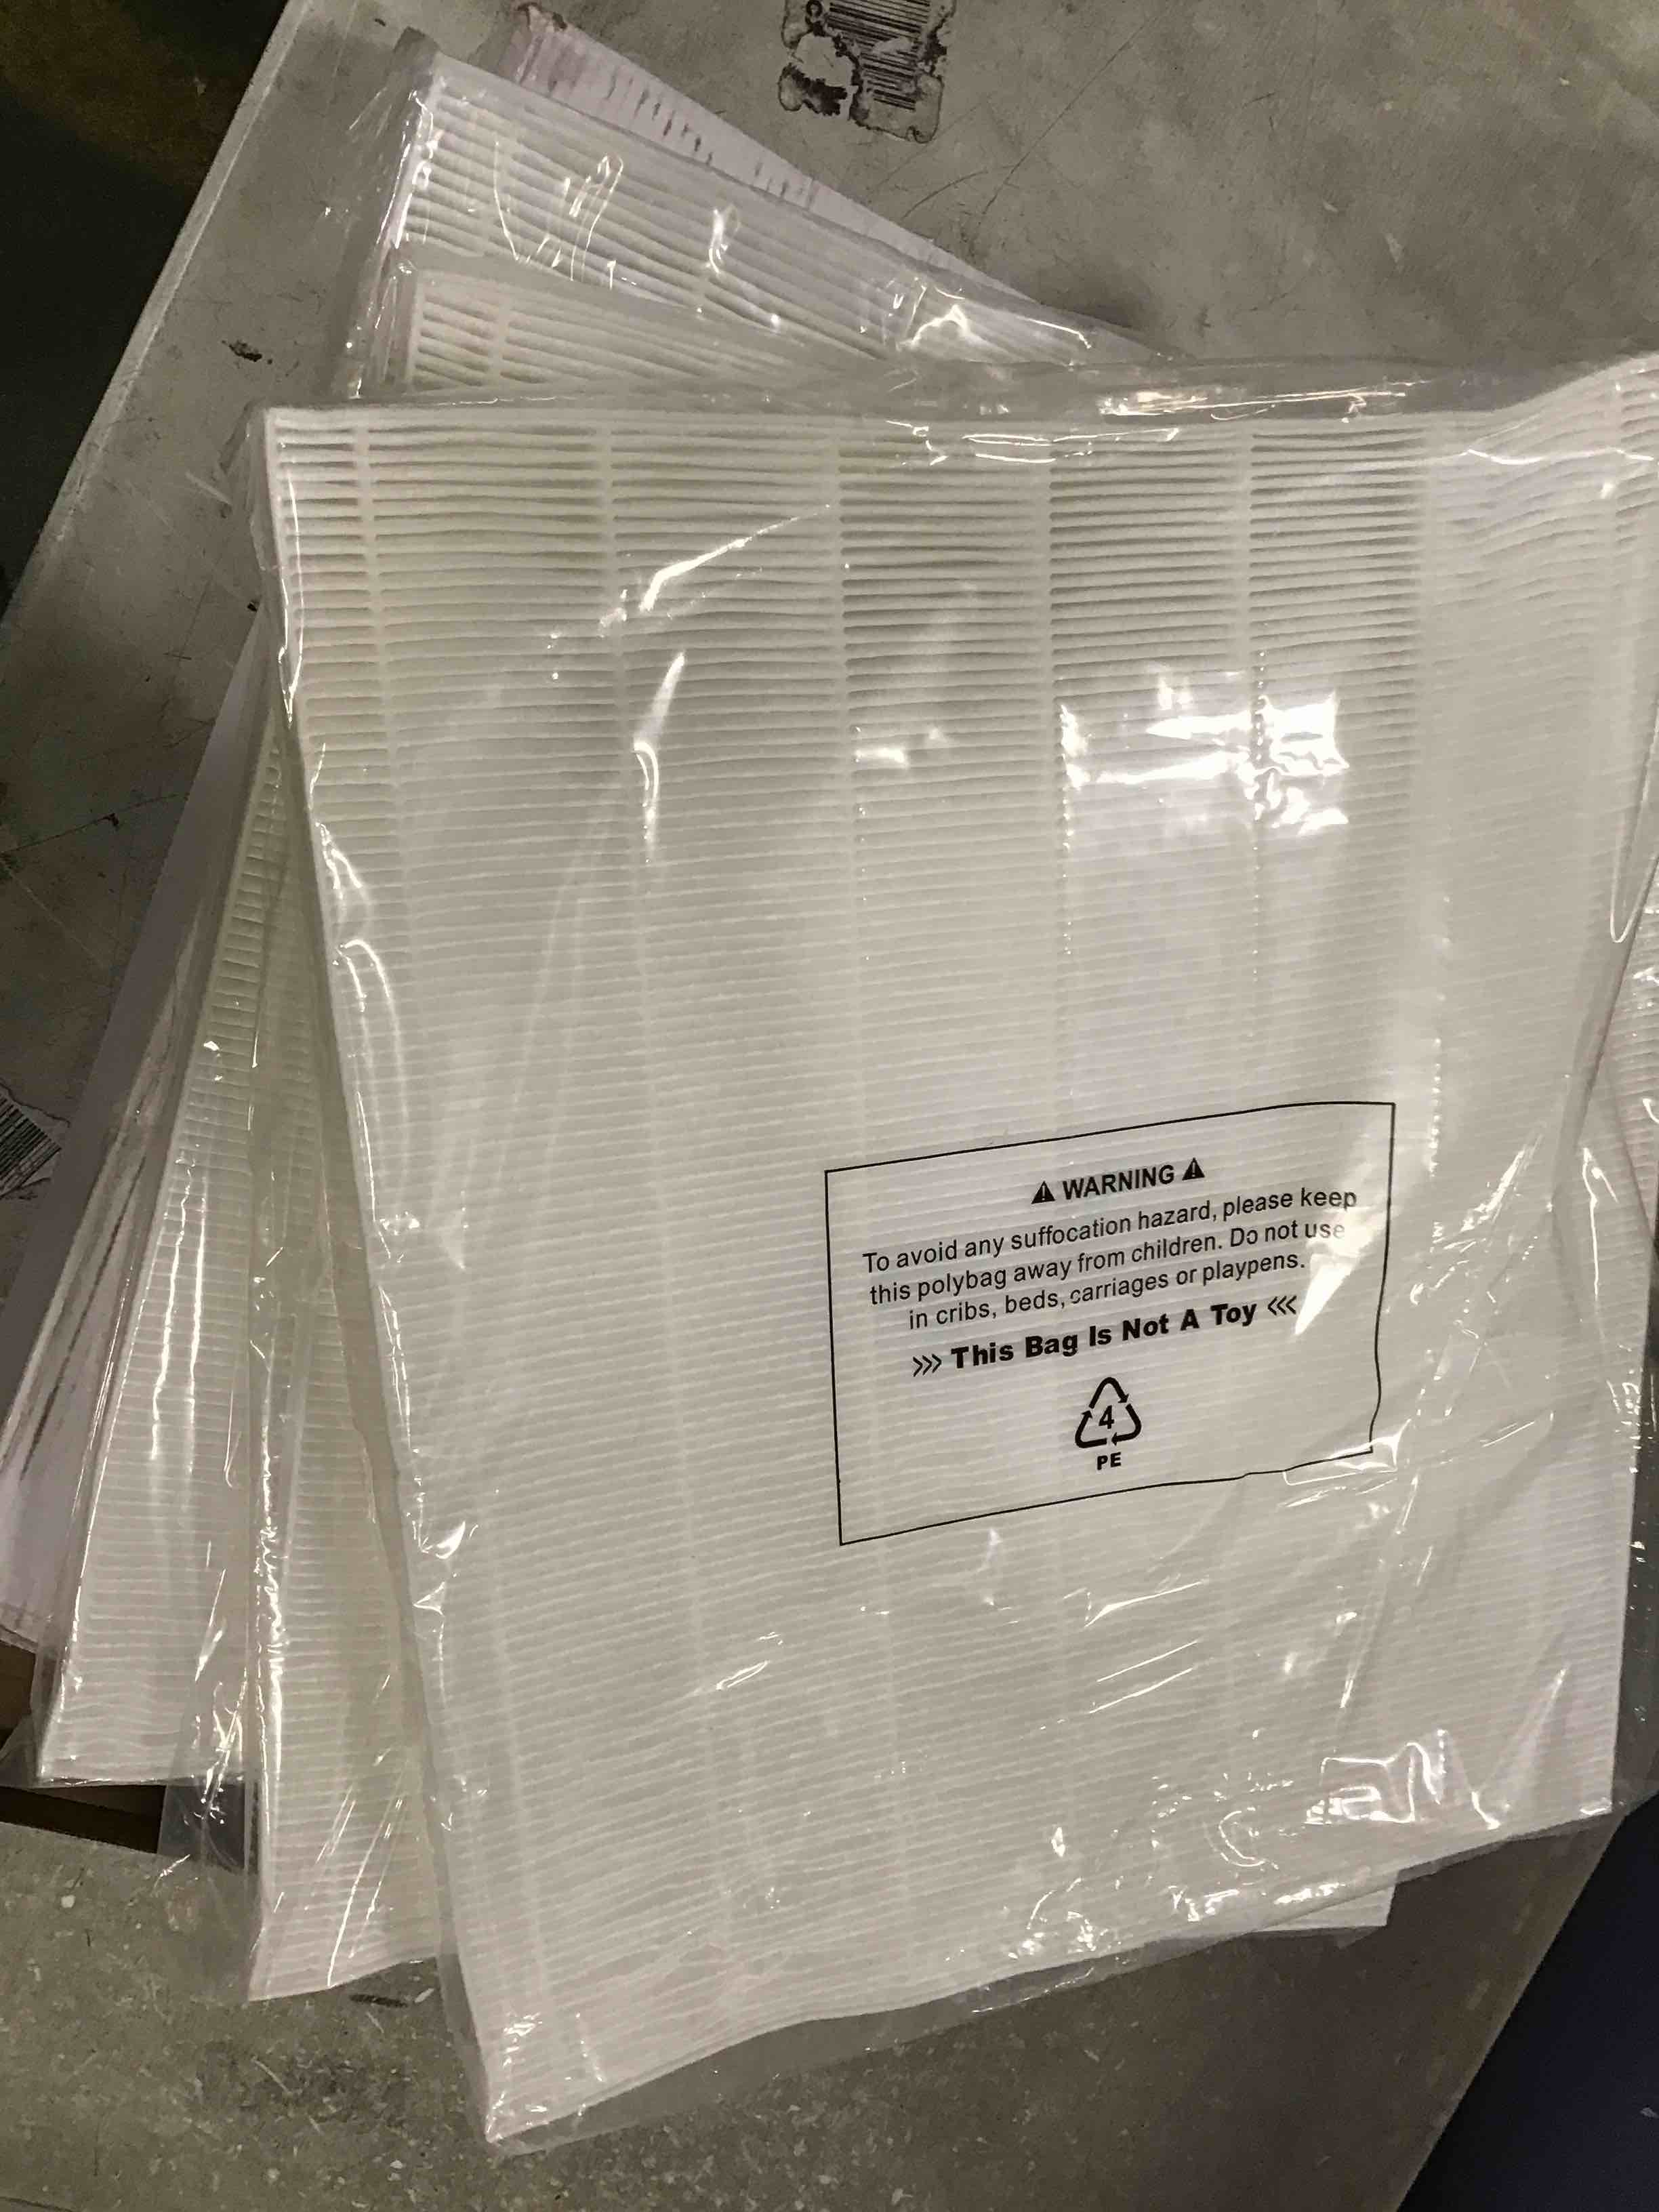 WARNING
To avoid any suffocation hazard, please keep
this polybag away from children. Do not use
in cribs, beds, carriages or playpens.
>>> This Bag Is Not A Toy <<<
4
PE